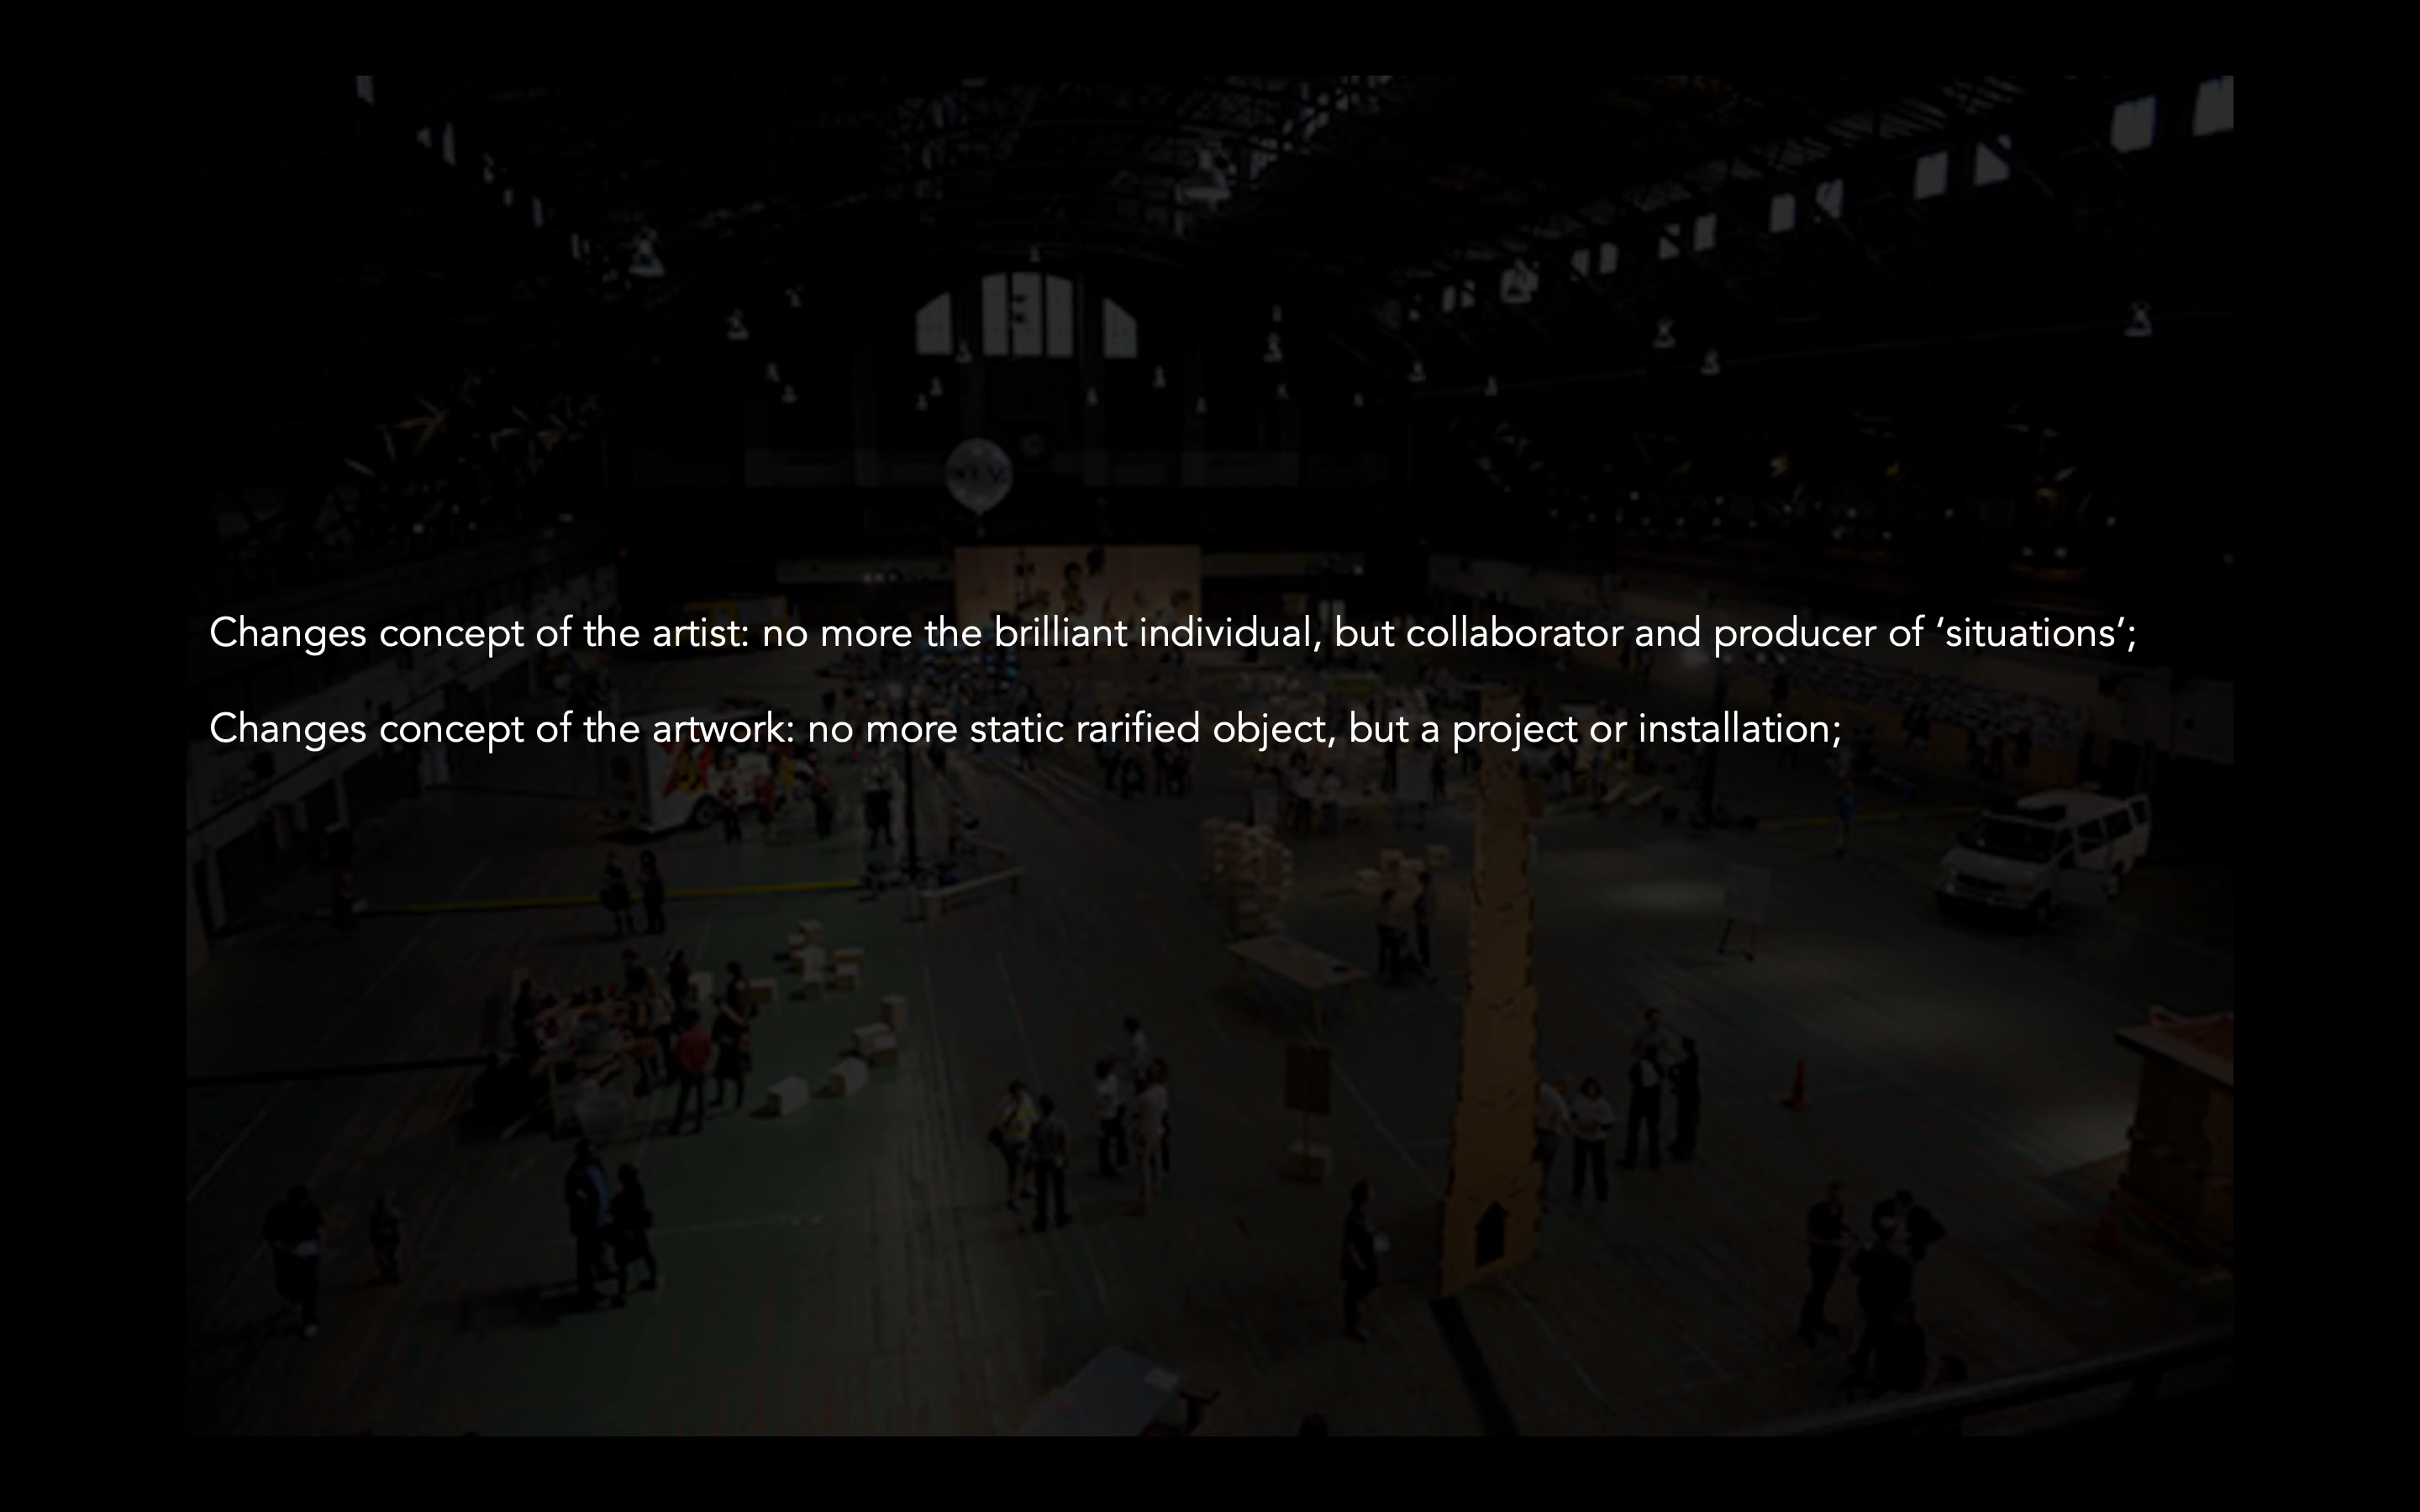 Changes concept of the artist: no more the brilliant individual, but collaborator and producer of ‘situations’;
Changes concept of the artwork: no more static rarified object, but a project or installation;